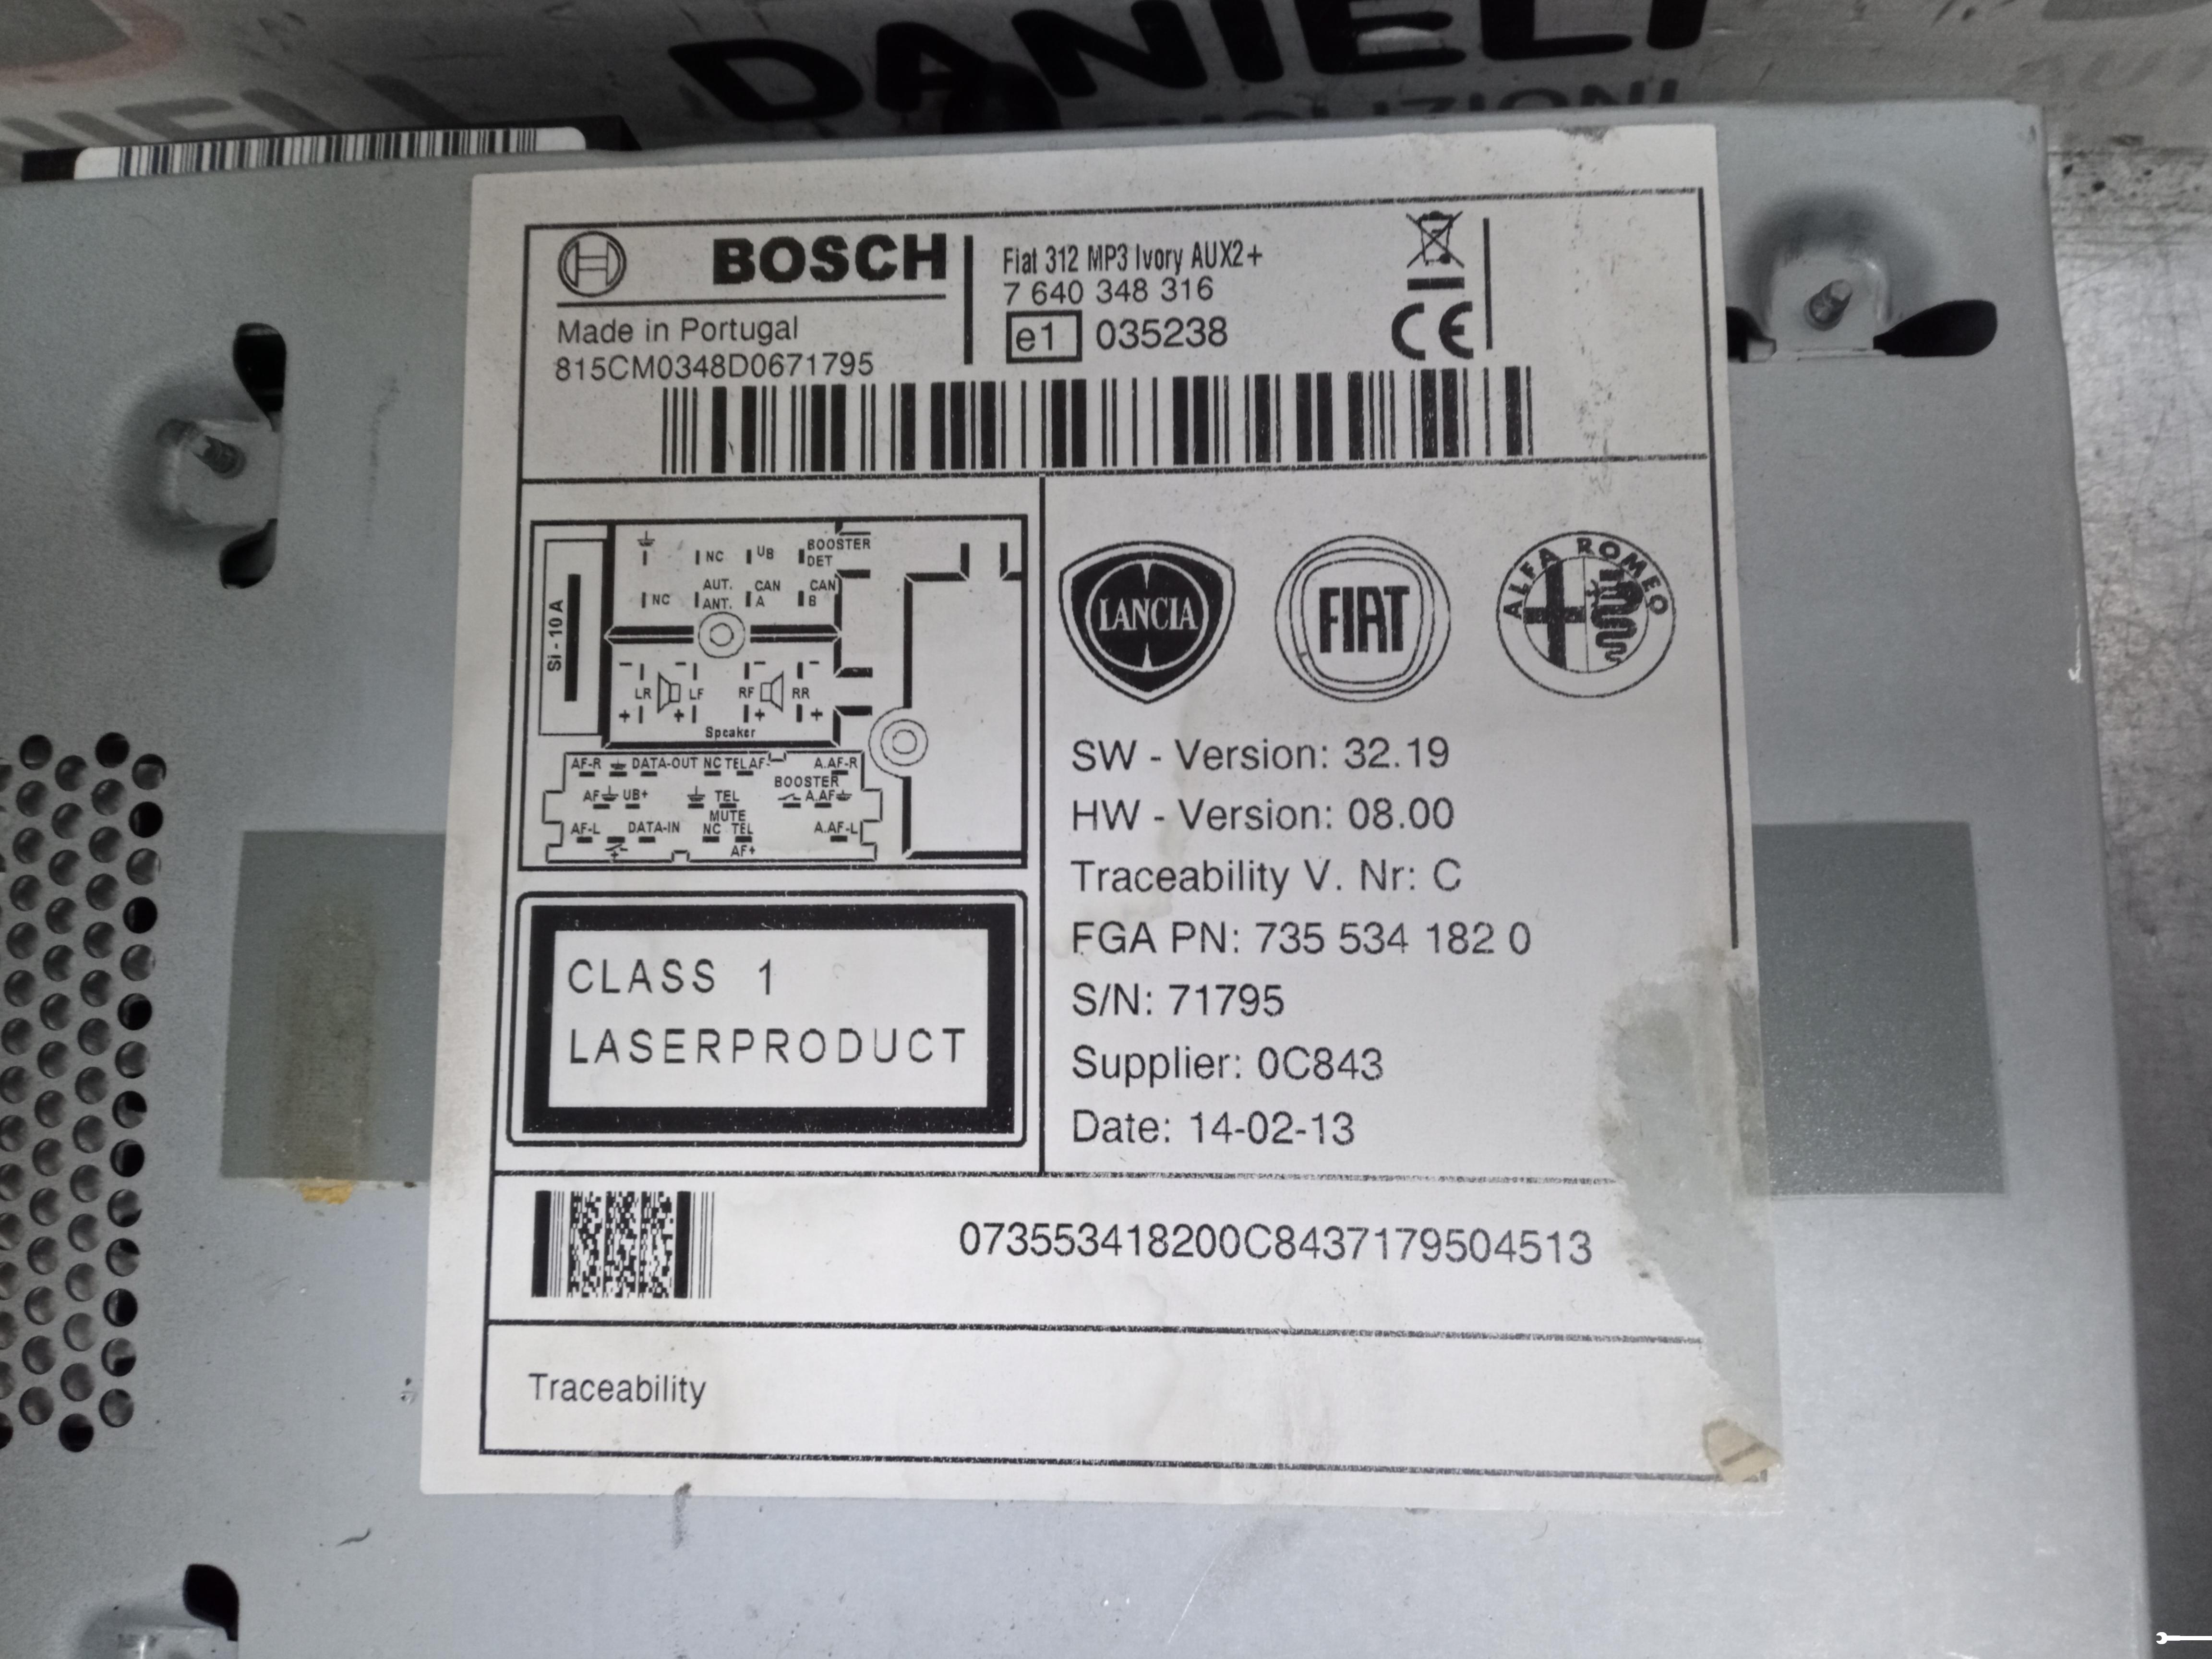 DANIELI
BOSCH
Made in Portugal
815CM0348D0671795
Fiat 312 MP3 Ivory AUX2+
7 640 348 316
e1 035238
CE
NC UB BOOSTER
DET
NC AUT. ANT. CAN A CAN B
Si - 10 A
- - - -
LR LF RF RR
+ + + +
Speaker
AF-R DATA-OUT NC TEL AF- A.AF-R
BOOSTER
AF UB+ TEL A.AF
MUTE
AF-L DATA-IN NC TEL A.AF-L
AF+
LANCIA
FIAT
ALFA ROMEO
SW - Version: 32.19
HW - Version: 08.00
Traceability V. Nr: C
FGA PN: 735 534 182 0
S/N: 71795
Supplier: 0C843
Date: 14-02-13
CLASS 1
LASERPRODUCT
073553418200C8437179504513
Traceability